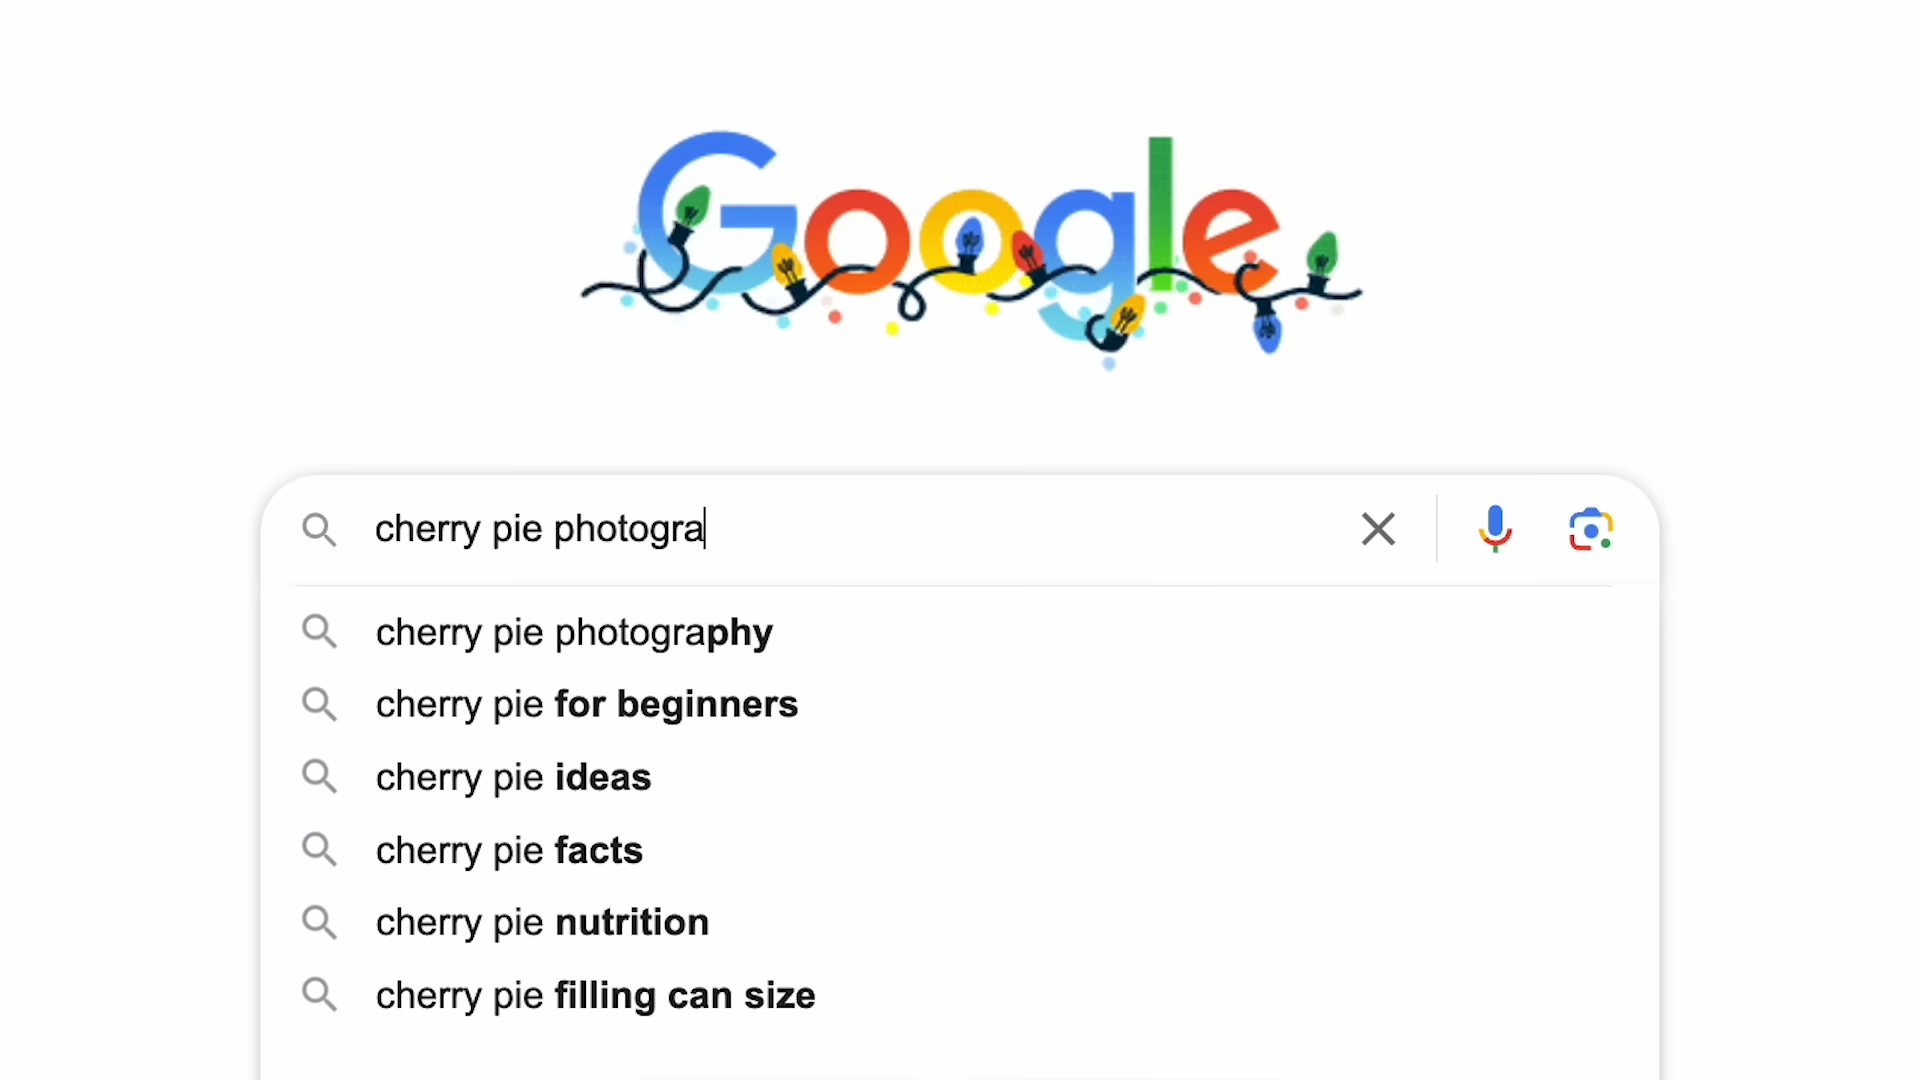 Google
cherry pie photogra
cherry pie photography
cherry pie for beginners
cherry pie ideas
cherry pie facts
cherry pie nutrition
cherry pie filling can size